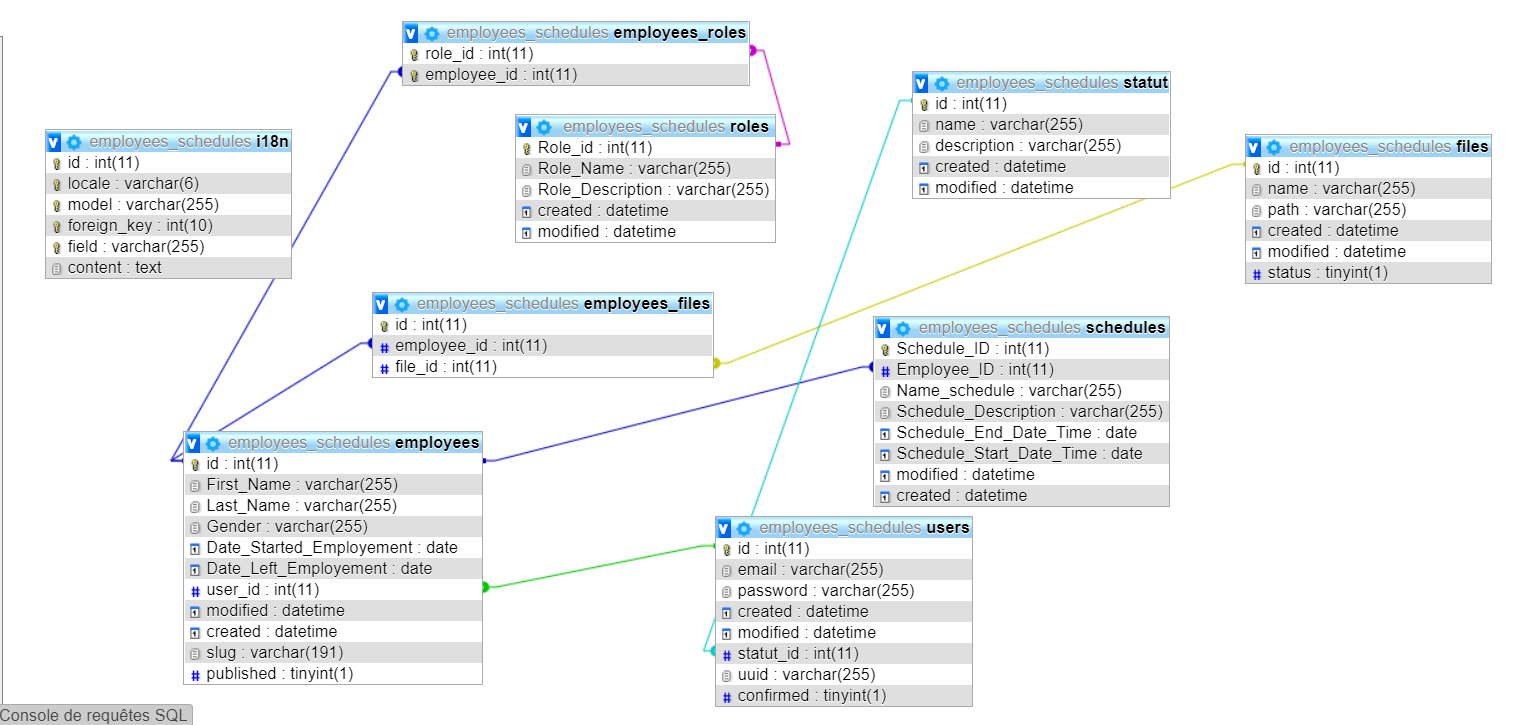 employees_schedules employees_roles
role_id : int(11)
employee_id : int(11)
employees_schedules statut
id : int(11)
name : varchar(255)
description : varchar(255)
created : datetime
modified : datetime
employees_schedules roles
Role_id : int(11)
Role_Name : varchar(255)
Role_Description : varchar(255)
created : datetime
modified : datetime
employees_schedules i18n
id : int(11)
locale : varchar(6)
model : varchar(255)
foreign_key : int(10)
field : varchar(255)
content : text
employees_schedules files
id : int(11)
name : varchar(255)
path : varchar(255)
created : datetime
modified : datetime
status : tinyint(1)
employees_schedules employees_files
id : int(11)
employee_id : int(11)
file_id : int(11)
employees_schedules schedules
Schedule_ID : int(11)
Employee_ID : int(11)
Name_schedule : varchar(255)
Schedule_Description : varchar(255)
Schedule_End_Date_Time : date
Schedule_Start_Date_Time : date
modified : datetime
created : datetime
employees_schedules employees
id : int(11)
First_Name : varchar(255)
Last_Name : varchar(255)
Gender : varchar(255)
Date_Started_Employement : date
Date_Left_Employement : date
user_id : int(11)
modified : datetime
created : datetime
slug : varchar(191)
published : tinyint(1)
employees_schedules users
id : int(11)
email : varchar(255)
password : varchar(255)
created : datetime
modified : datetime
statut_id : int(11)
uuid : varchar(255)
confirmed : tinyint(1)
Console de requêtes SQL